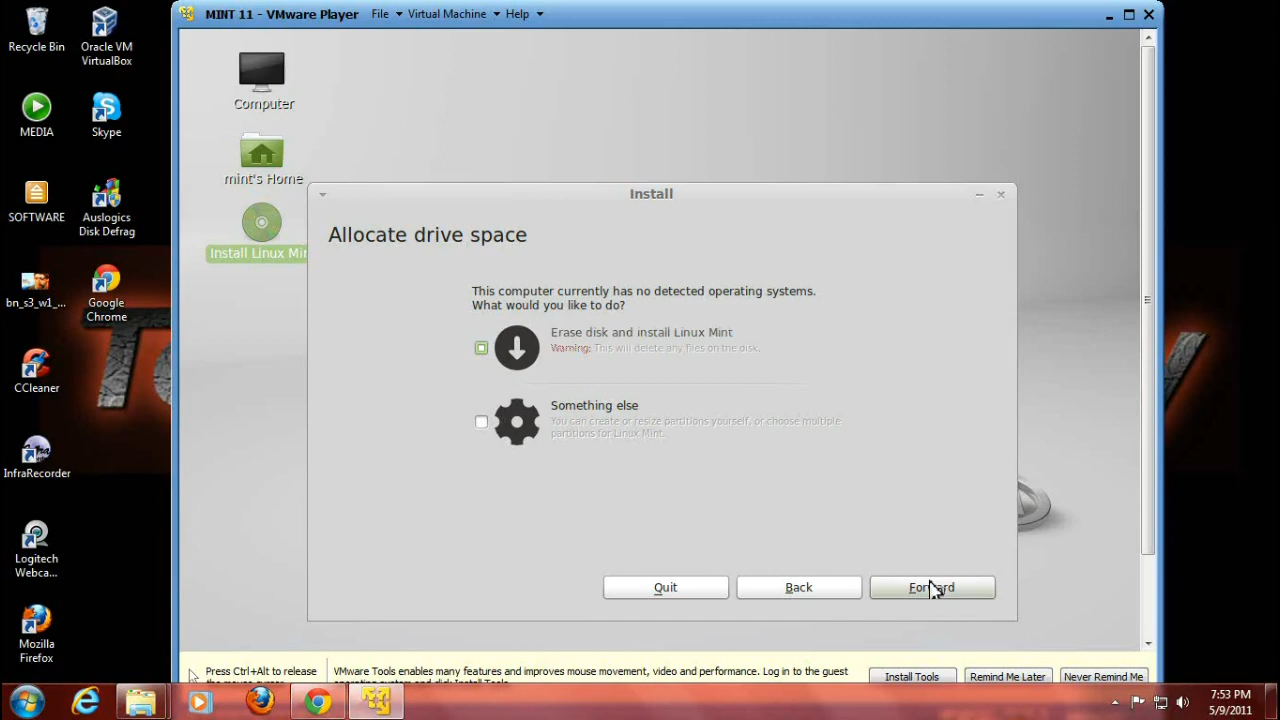 MINT 11 - VMware Player File Virtual Machine Help
Recycle Bin
Oracle VM
VirtualBox
MEDIA
Skype
SOFTWARE
Auslogics
Disk Defrag
bn_s3_w1_...
Google
Chrome
CCleaner
InfraRecorder
Logitech
Webca...
Mozilla
Firefox
Computer
mint's Home
Install Linux Mi
Install
Allocate drive space
This computer currently has no detected operating systems.
What would you like to do?
Erase disk and install Linux Mint
Warning: This will delete any files on the disk.
Something else
You can create or resize partitions yourself, or choose multiple
partitions for Linux Mint.
Quit Back Forward
Press Ctrl+Alt to release
the mouse cursor
VMware Tools enables many features and improves mouse movement, video and performance. Log in to the guest
operating system and click Install Tools
Install Tools Remind Me Later Never Remind Me
7:53 PM
5/9/2011